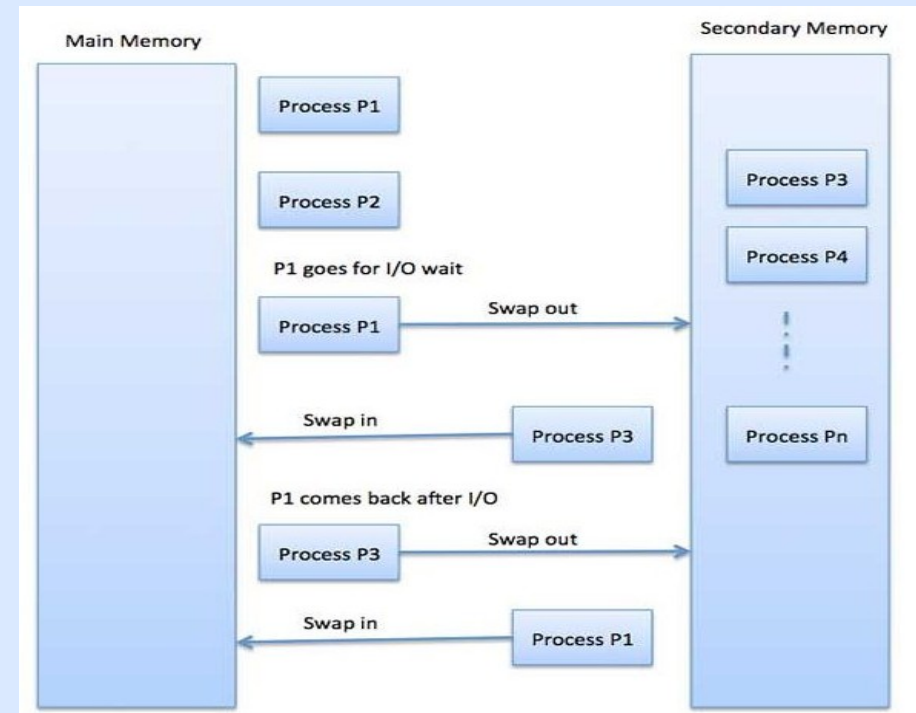 Main Memory
Secondary Memory
Process P1
Process P2
Process P3
Process P4
P1 goes for I/O wait
Process P1
Swap out
Swap in
Process P3
Process Pn
P1 comes back after I/O
Process P3
Swap out
Swap in
Process P1